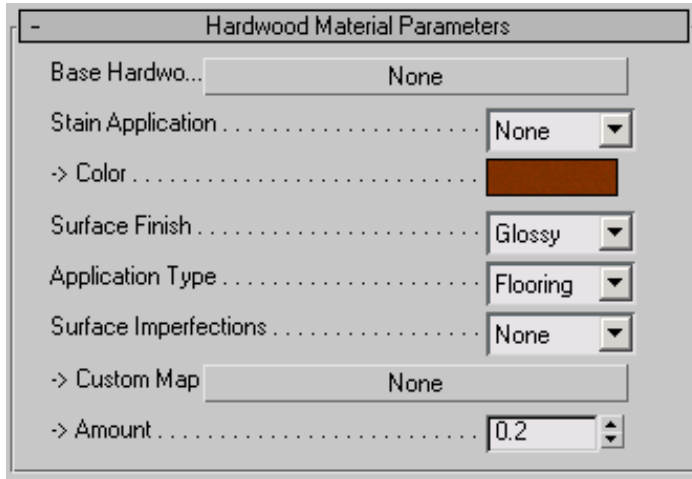 - Hardwood Material Parameters
Base Hardwo... None
Stain Application . . . . . . . . . . . . . . . . . . . . . None
-> Color . . . . . . . . . . . . . . . . . . . . . . . . . . . .
Surface Finish . . . . . . . . . . . . . . . . . . . . . . . Glossy
Application Type . . . . . . . . . . . . . . . . . . . . . Flooring
Surface Imperfections . . . . . . . . . . . . . . . . . None
-> Custom Map None
-> Amount . . . . . . . . . . . . . . . . . . . . . . . . . . 0.2